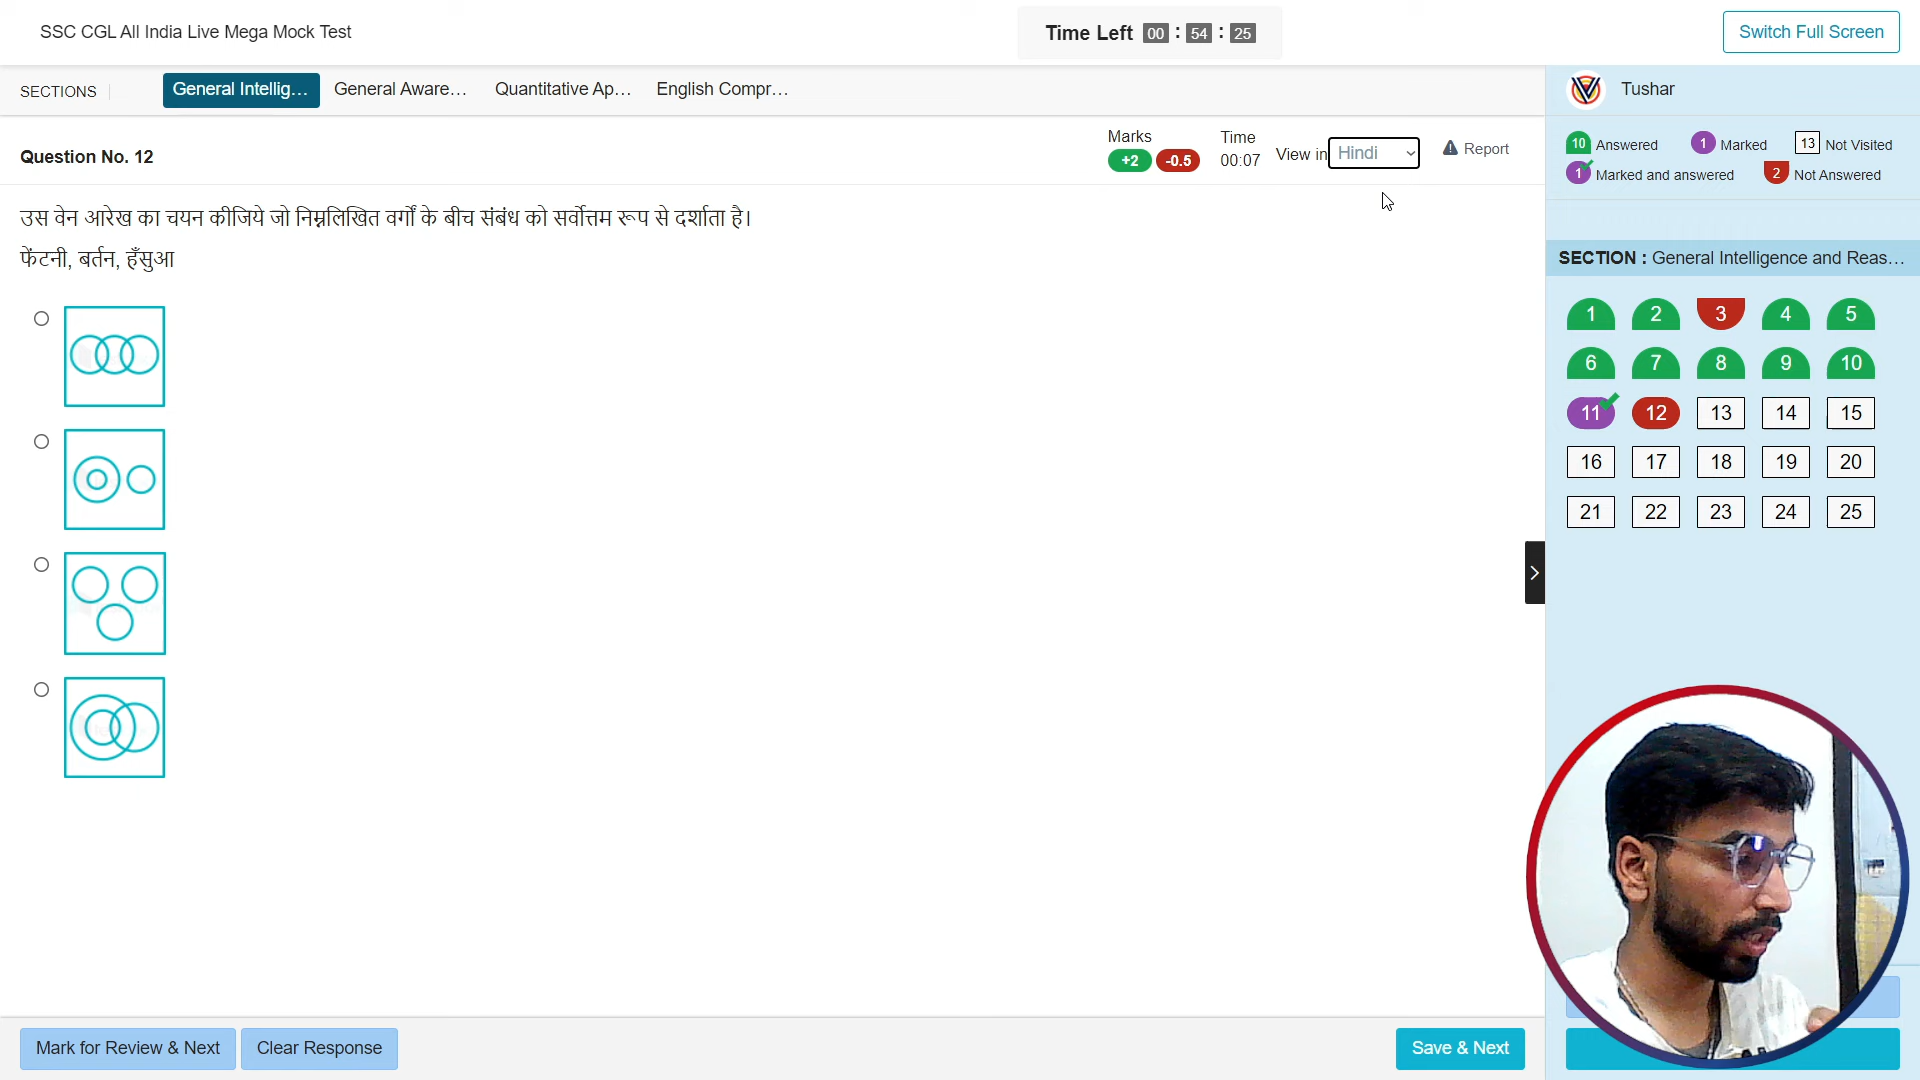 SSC CGL All India Live Mega Mock Test
Time Left 00 : 54 : 25
Switch Full Screen
SECTIONS
General Intellig...
General Aware...
Quantitative Ap...
English Compr...
Tushar
Question No. 12
Marks
+2 -0.5
Time
00:07
View in Hindi
Report
10 Answered
1 Marked
13 Not Visited
1 Marked and answered
2 Not Answered
उस वेन आरेख का चयन कीजिये जो निम्नलिखित वर्गों के बीच संबंध को सर्वोत्तम रूप से दर्शाता है।
फेंटनी, बर्तन, हँसुआ
SECTION : General Intelligence and Reas...
1 2 3 4 5
6 7 8 9 10
11 12 13 14 15
16 17 18 19 20
21 22 23 24 25
Mark for Review & Next
Clear Response
Save & Next